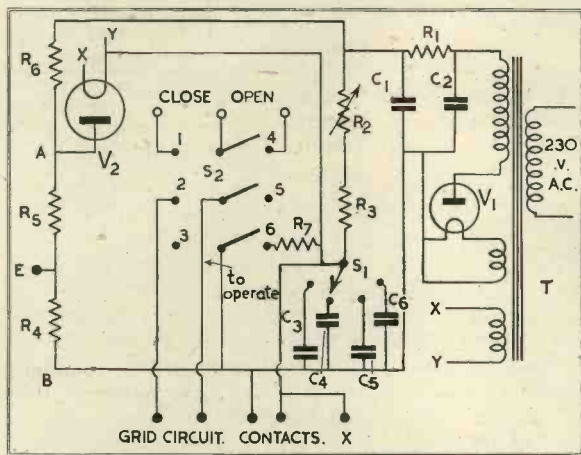 R6
X
Y
V2
CLOSE
OPEN
1
4
S2
2
5
3
6
R7
to
operate
A
R5
E
R4
B
R1
C1
C2
R2
R3
S1
C3
C4
C5
C6
V1
230
.V.
A.C.
T
X
Y
GRID CIRCUIT. CONTACTS. X